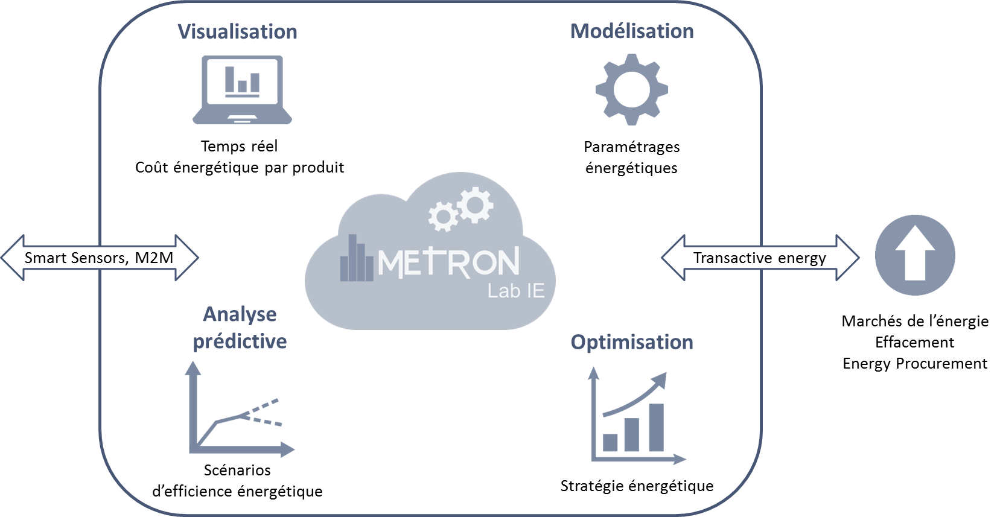 Visualisation
Modélisation
Temps réel
Coût énergétique par produit
Paramétrages
énergétiques
METRON
Lab IE
Smart Sensors, M2M
Transactive energy
Analyse
prédictive
Optimisation
Marchés de l’énergie
Effacement
Energy Procurement
Scénarios
d’efficience énergétique
Stratégie énergétique